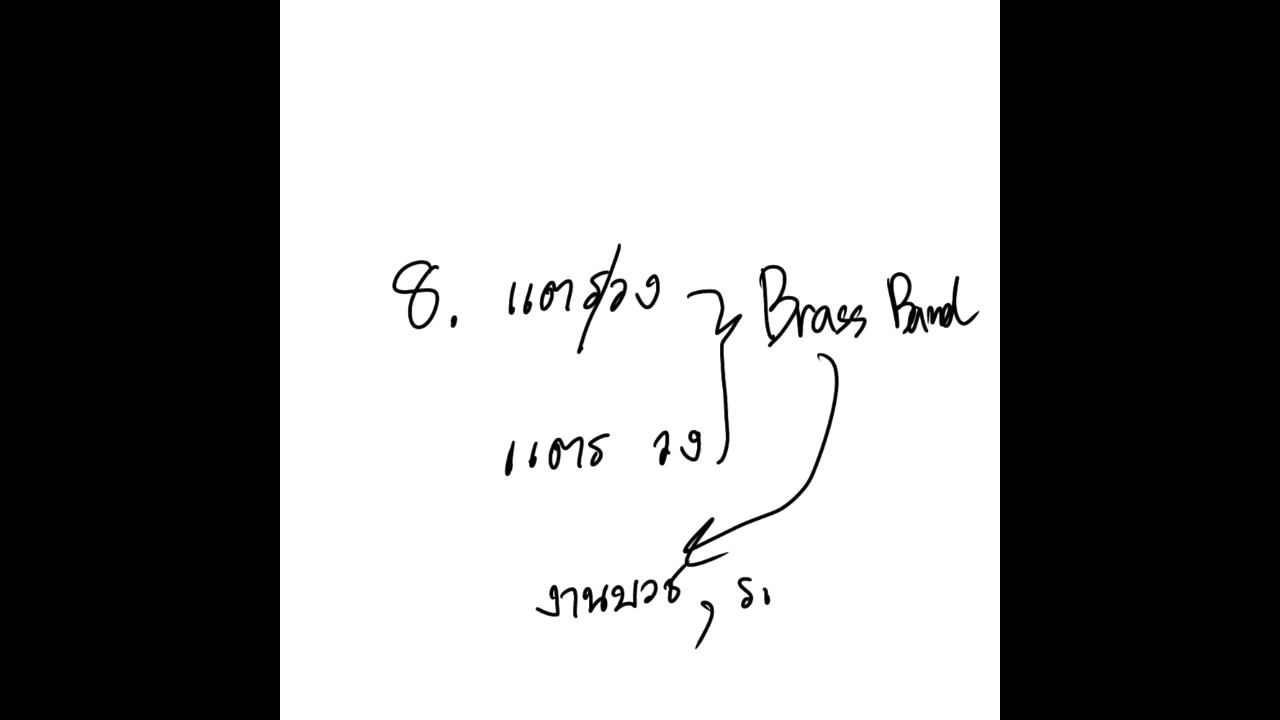 8. แตรวง Brass Band
แตร วง
งานบวช, ร